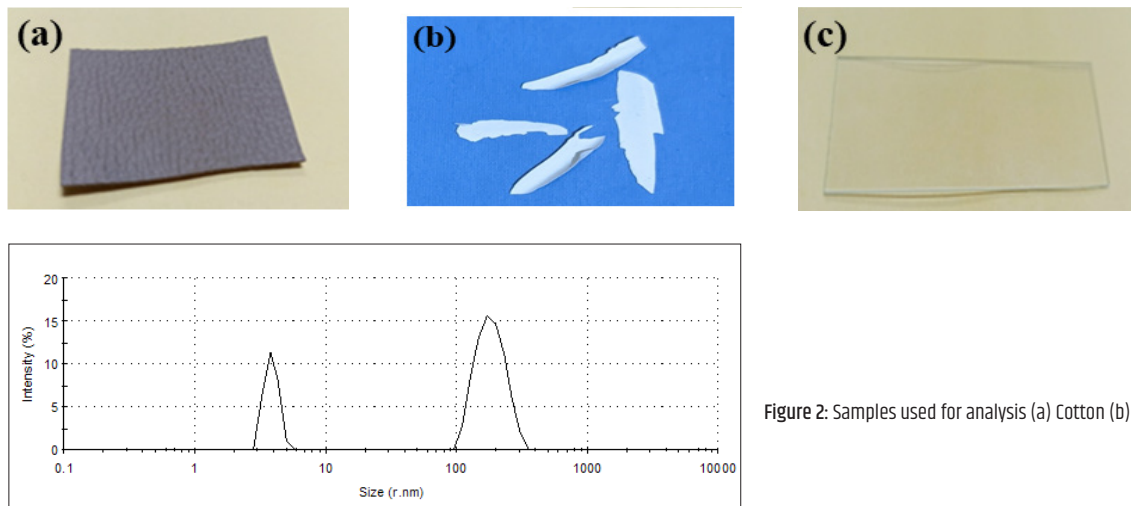 (a)
(b)
(c)
20
15
10
5
0
Intensity (%)
0.1 1 10 100 1000 10000
Size (r.nm)
Figure 2: Samples used for analysis (a) Cotton (b)